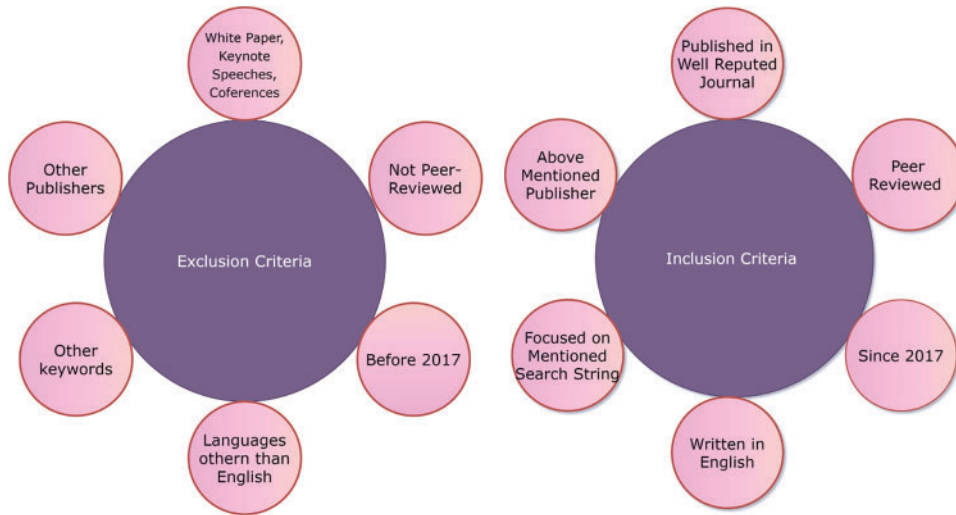 White Paper,
Keynote
Speeches,
Coferences
Other
Publishers
Not Peer-
Reviewed
Exclusion Criteria
Other
keywords
Before 2017
Languages
othern than
English
Published in
Well Reputed
Journal
Above
Mentioned
Publisher
Peer
Reviewed
Inclusion Criteria
Focused on
Mentioned
Search String
Since 2017
Written in
English